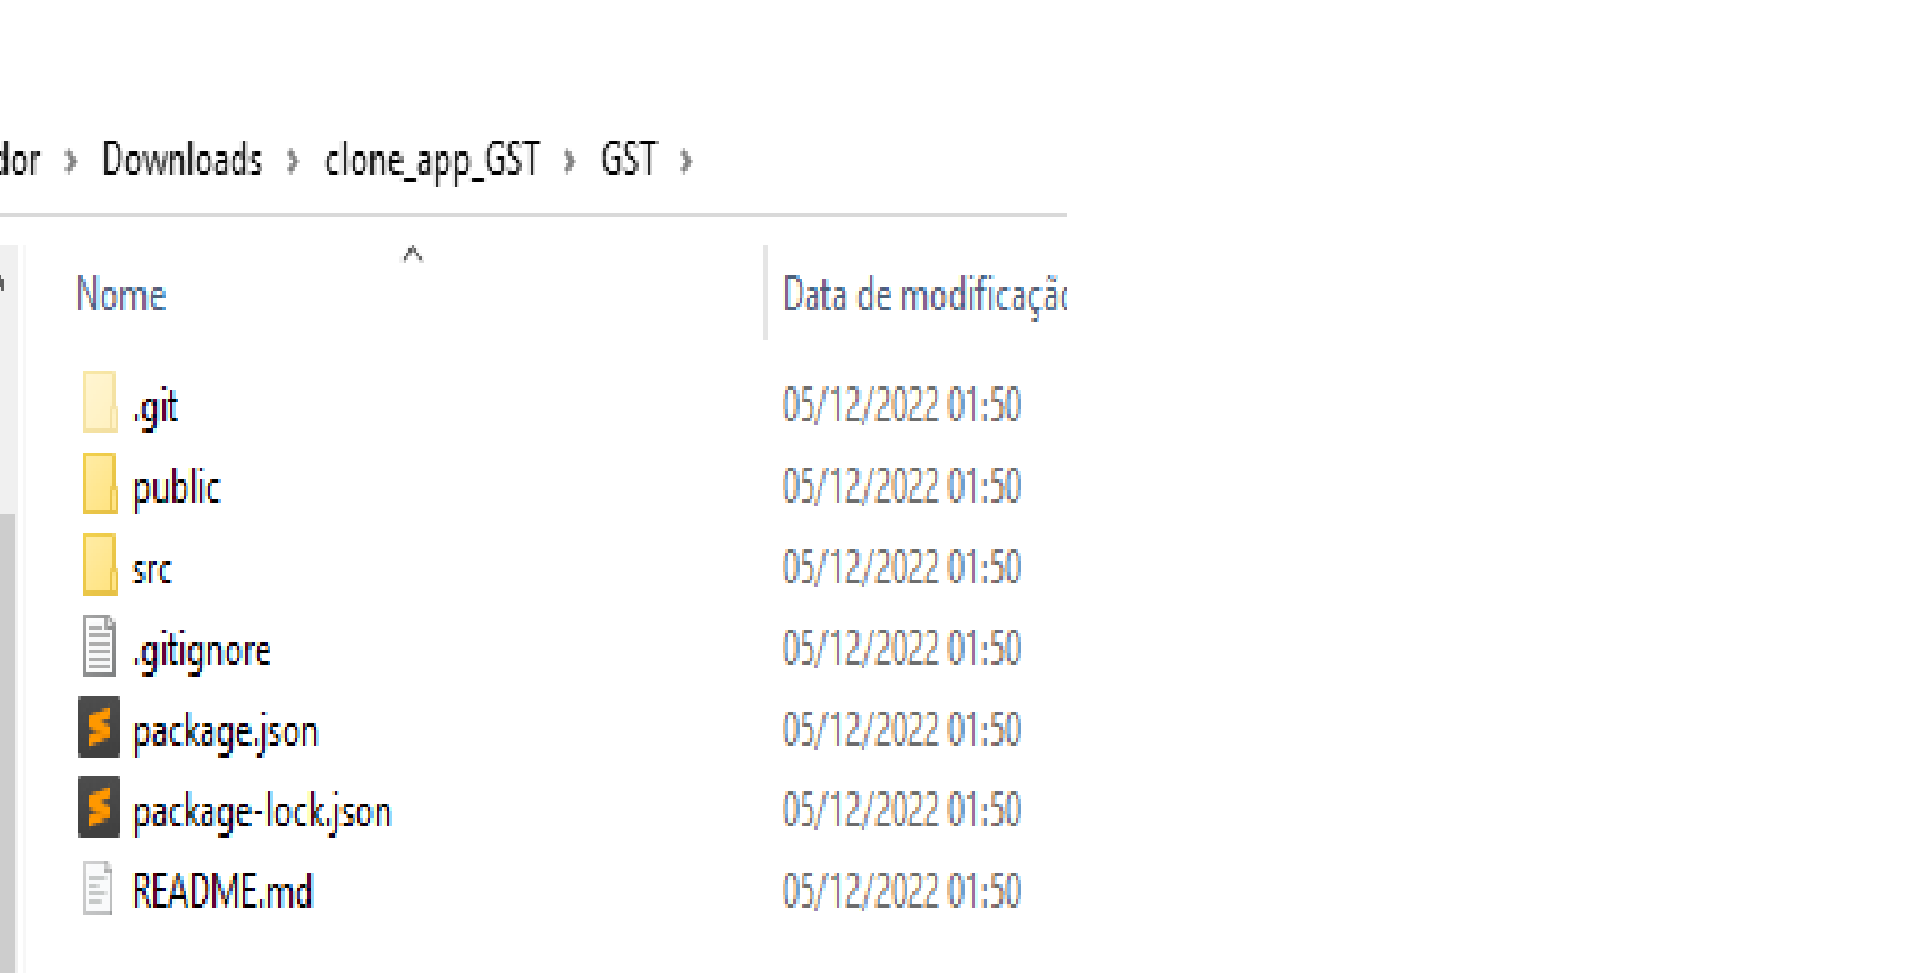 dor › Downloads › clone_app_GST › GST ›
Nome Data de modificaçã
.git 05/12/2022 01:50
public 05/12/2022 01:50
src 05/12/2022 01:50
.gitignore 05/12/2022 01:50
package.json 05/12/2022 01:50
package-lock.json 05/12/2022 01:50
README.md 05/12/2022 01:50